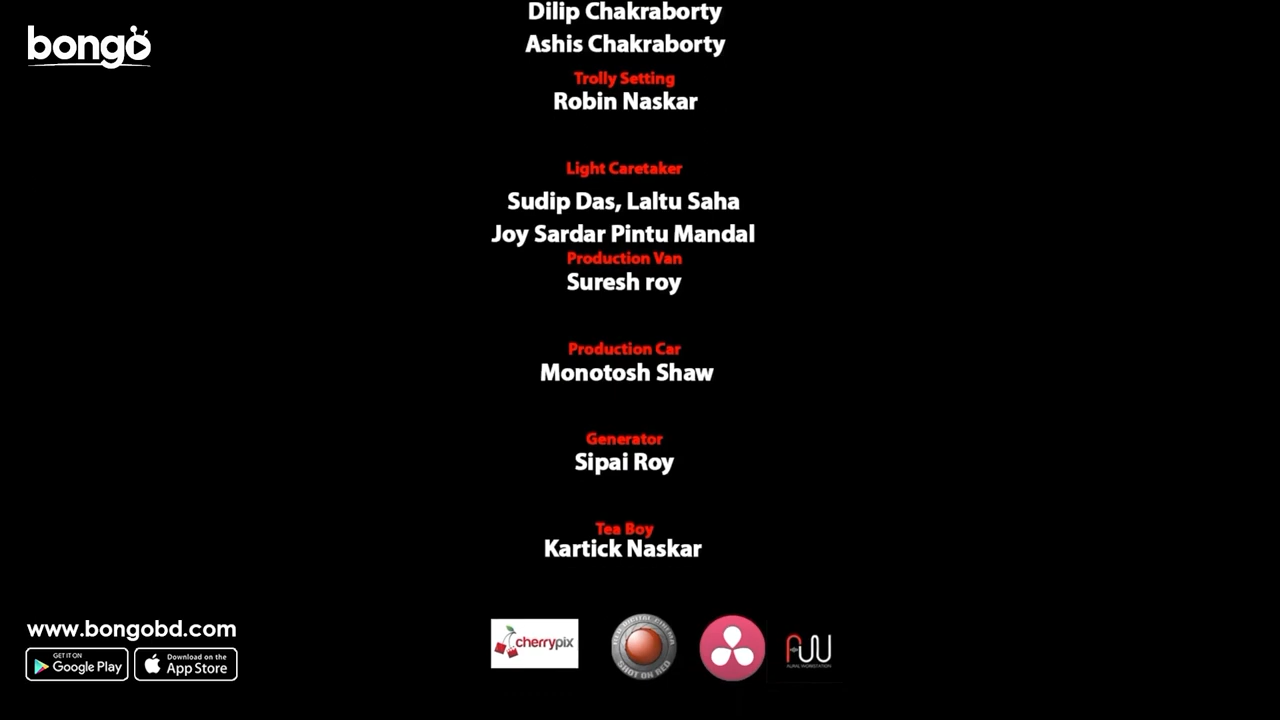 bongo
Dilip Chakraborty
Ashis Chakraborty
Trolly Setting
Robin Naskar
Light Caretaker
Sudip Das, Laltu Saha
Joy Sardar Pintu Mandal
Production Van
Suresh roy
Production Car
Monotosh Shaw
Generator
Sipai Roy
Tea Boy
Kartick Naskar
www.bongobd.com
GET IT ON
Google Play
Download on the
App Store
cherrypix
SHOT ON RED